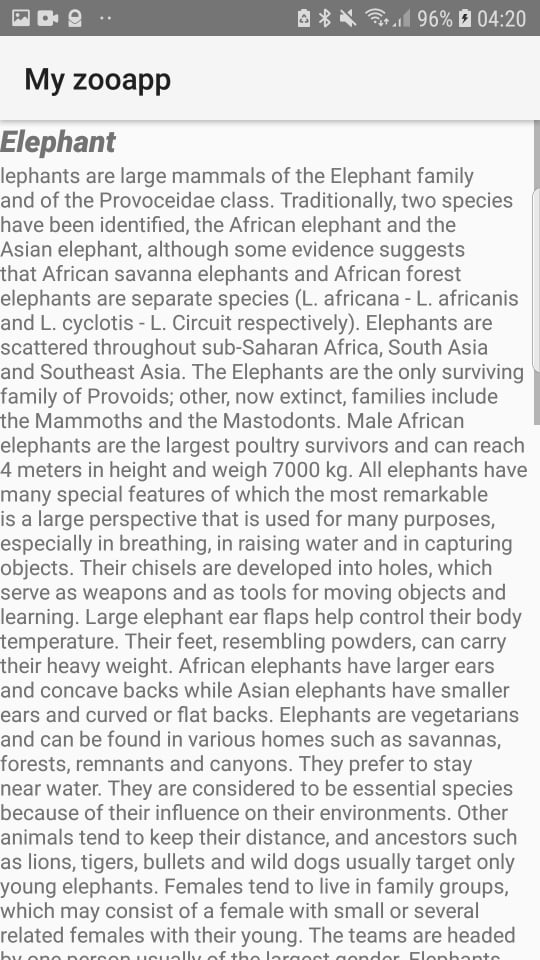 96% 04:20
My zooapp
Elephant
lephants are large mammals of the Elephant family
and of the Provoceidae class. Traditionally, two species
have been identified, the African elephant and the
Asian elephant, although some evidence suggests
that African savanna elephants and African forest
elephants are separate species (L. africana - L. africanis
and L. cyclotis - L. Circuit respectively). Elephants are
scattered throughout sub-Saharan Africa, South Asia
and Southeast Asia. The Elephants are the only surviving
family of Provoids; other, now extinct, families include
the Mammoths and the Mastodonts. Male African
elephants are the largest poultry survivors and can reach
4 meters in height and weigh 7000 kg. All elephants have
many special features of which the most remarkable
is a large perspective that is used for many purposes,
especially in breathing, in raising water and in capturing
objects. Their chisels are developed into holes, which
serve as weapons and as tools for moving objects and
learning. Large elephant ear flaps help control their body
temperature. Their feet, resembling powders, can carry
their heavy weight. African elephants have larger ears
and concave backs while Asian elephants have smaller
ears and curved or flat backs. Elephants are vegetarians
and can be found in various homes such as savannas,
forests, remnants and canyons. They prefer to stay
near water. They are considered to be essential species
because of their influence on their environments. Other
animals tend to keep their distance, and ancestors such
as lions, tigers, bullets and wild dogs usually target only
young elephants. Females tend to live in family groups,
which may consist of a female with small or several
related females with their young. The teams are headed
by one person usually of the largest gender. Elephants